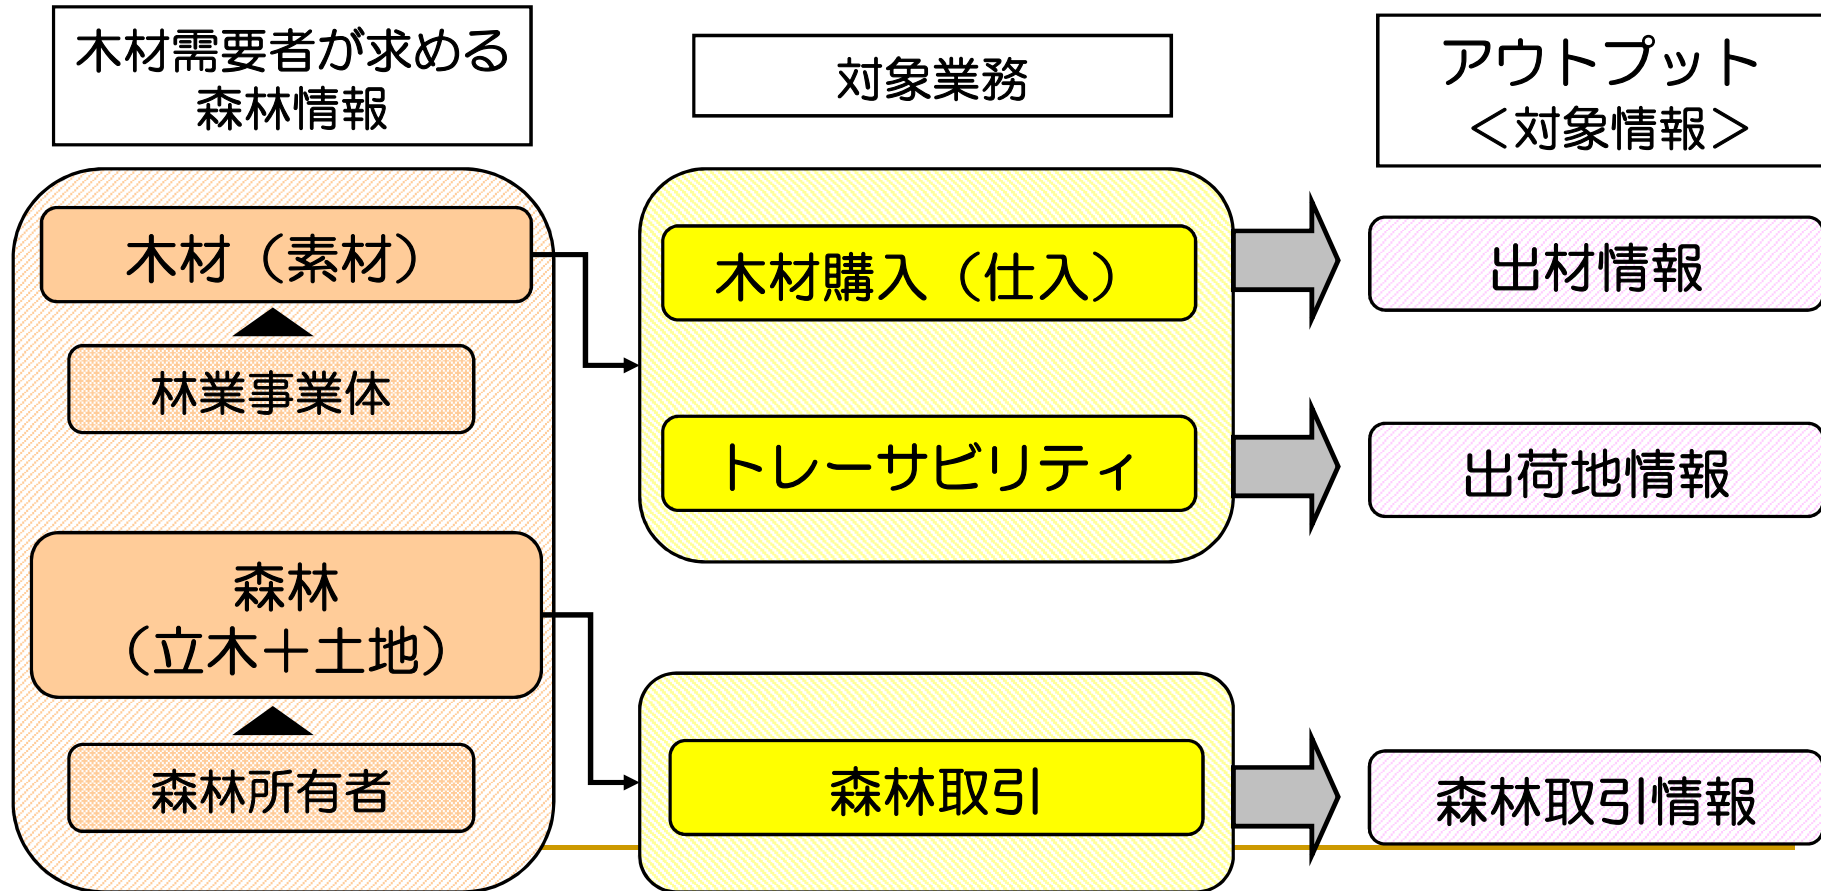 木材需要者が求める
森林情報
対象業務
アウトプット
＜対象情報＞
木材（素材）
林業事業体
森林
（立木＋土地）
森林所有者
木材購入（仕入）
トレーサビリティ
森林取引
出材情報
出荷地情報
森林取引情報